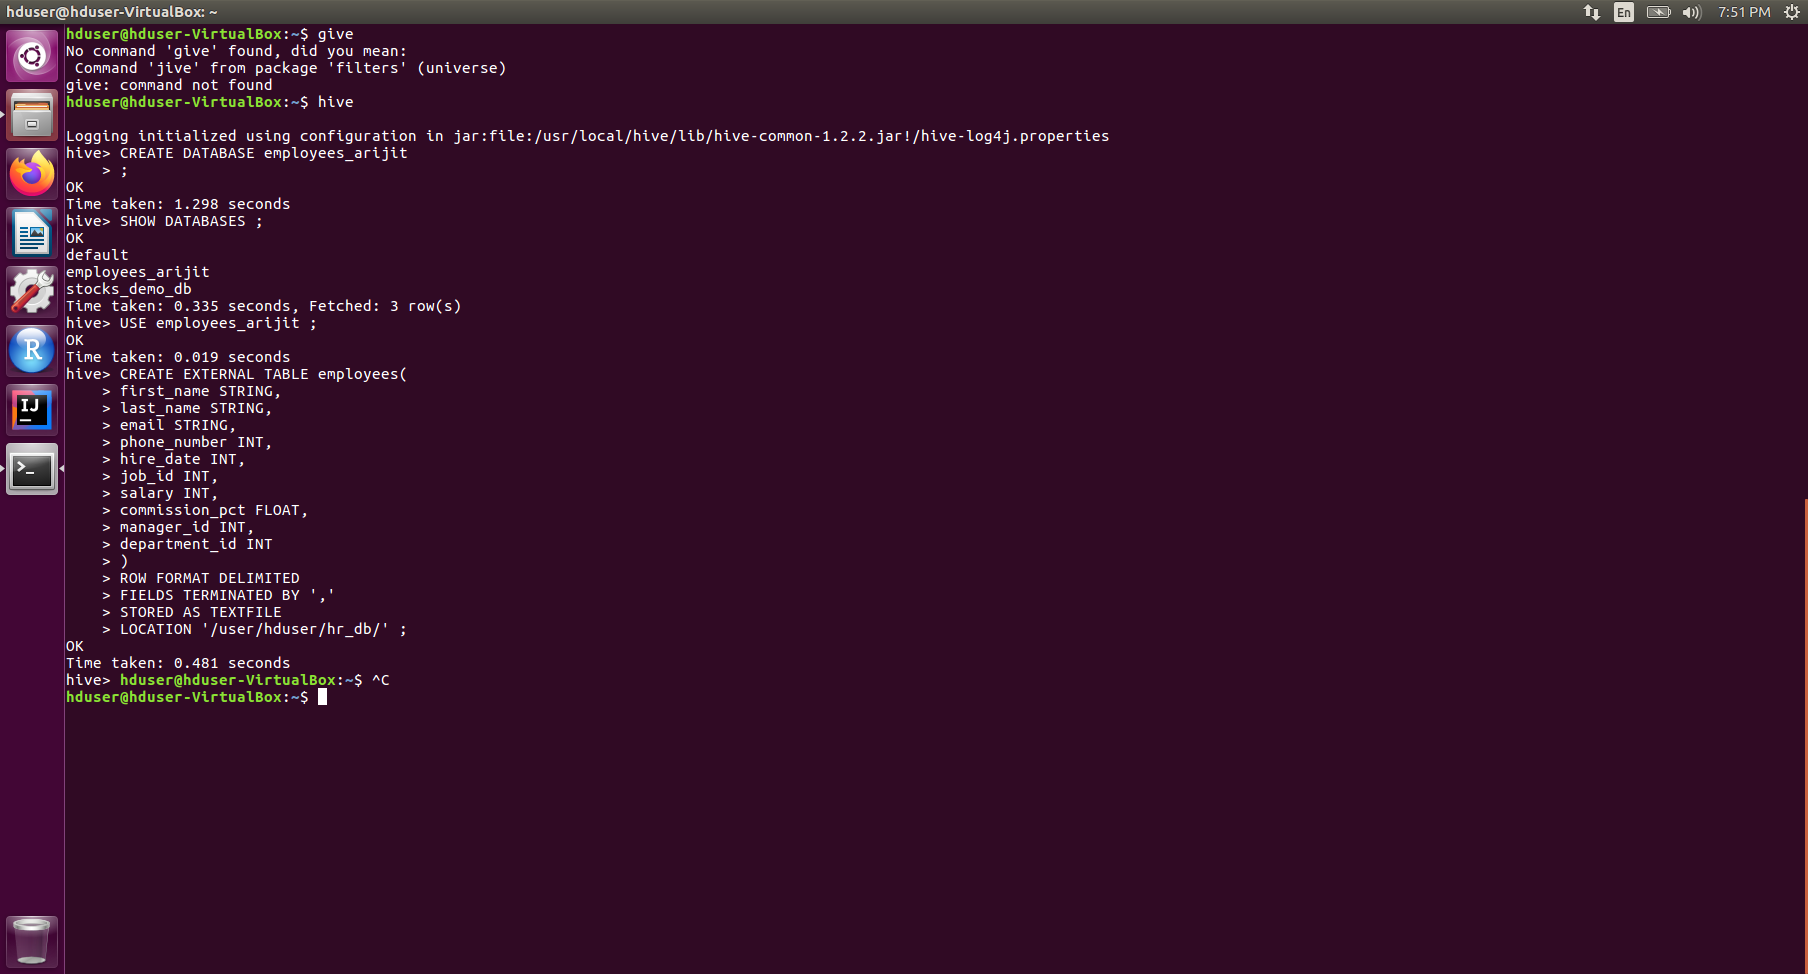 hduser@hduser-VirtualBox: ~
En
7:51 PM
hduser@hduser-VirtualBox:~$ give
No command 'give' found, did you mean:
 Command 'jive' from package 'filters' (universe)
give: command not found
hduser@hduser-VirtualBox:~$ hive
Logging initialized using configuration in jar:file:/usr/local/hive/lib/hive-common-1.2.2.jar!/hive-log4j.properties
hive> CREATE DATABASE employees_arijit
    > ;
OK
Time taken: 1.298 seconds
hive> SHOW DATABASES ;
OK
default
employees_arijit
stocks_demo_db
Time taken: 0.335 seconds, Fetched: 3 row(s)
hive> USE employees_arijit ;
OK
Time taken: 0.019 seconds
hive> CREATE EXTERNAL TABLE employees(
    > first_name STRING,
    > last_name STRING,
    > email STRING,
    > phone_number INT,
    > hire_date INT,
    > job_id INT,
    > salary INT,
    > commission_pct FLOAT,
    > manager_id INT,
    > department_id INT
    > )
    > ROW FORMAT DELIMITED
    > FIELDS TERMINATED BY ','
    > STORED AS TEXTFILE
    > LOCATION '/user/hduser/hr_db/' ;
OK
Time taken: 0.481 seconds
hive> hduser@hduser-VirtualBox:~$ ^C
hduser@hduser-VirtualBox:~$
R
IJ
>_